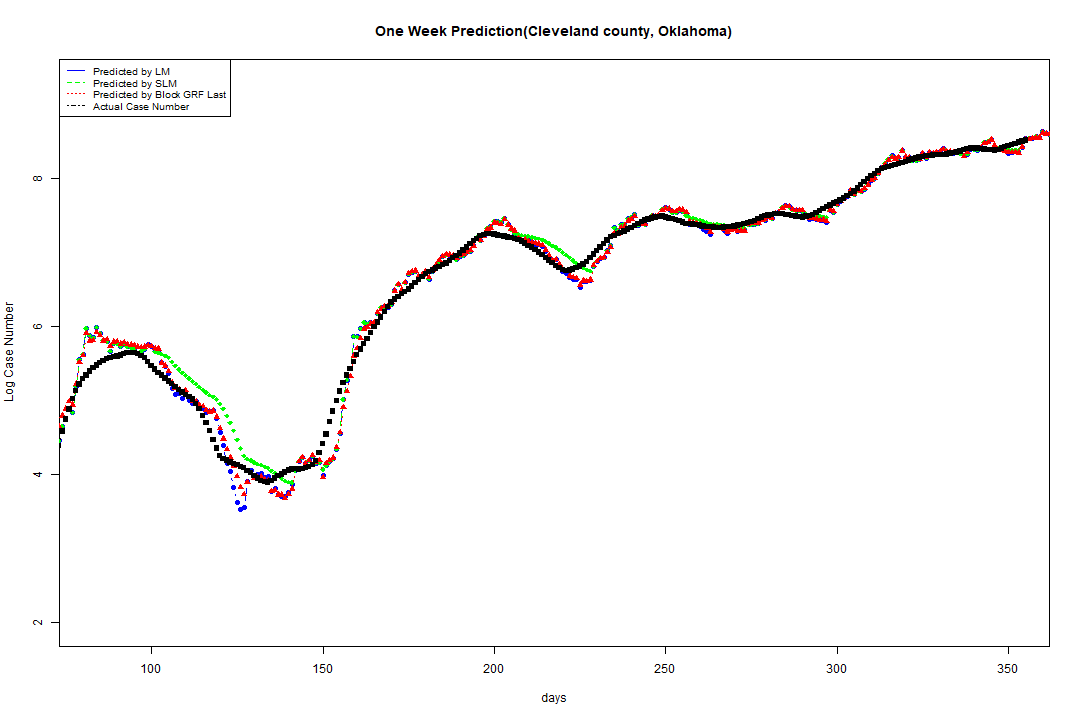 One Week Prediction(Cleveland county, Oklahoma)
Predicted by LM
Predicted by SLM
Predicted by Block GRF Last
Actual Case Number
8
6
4
2
Log Case Number
100 150 200 250 300 350
days